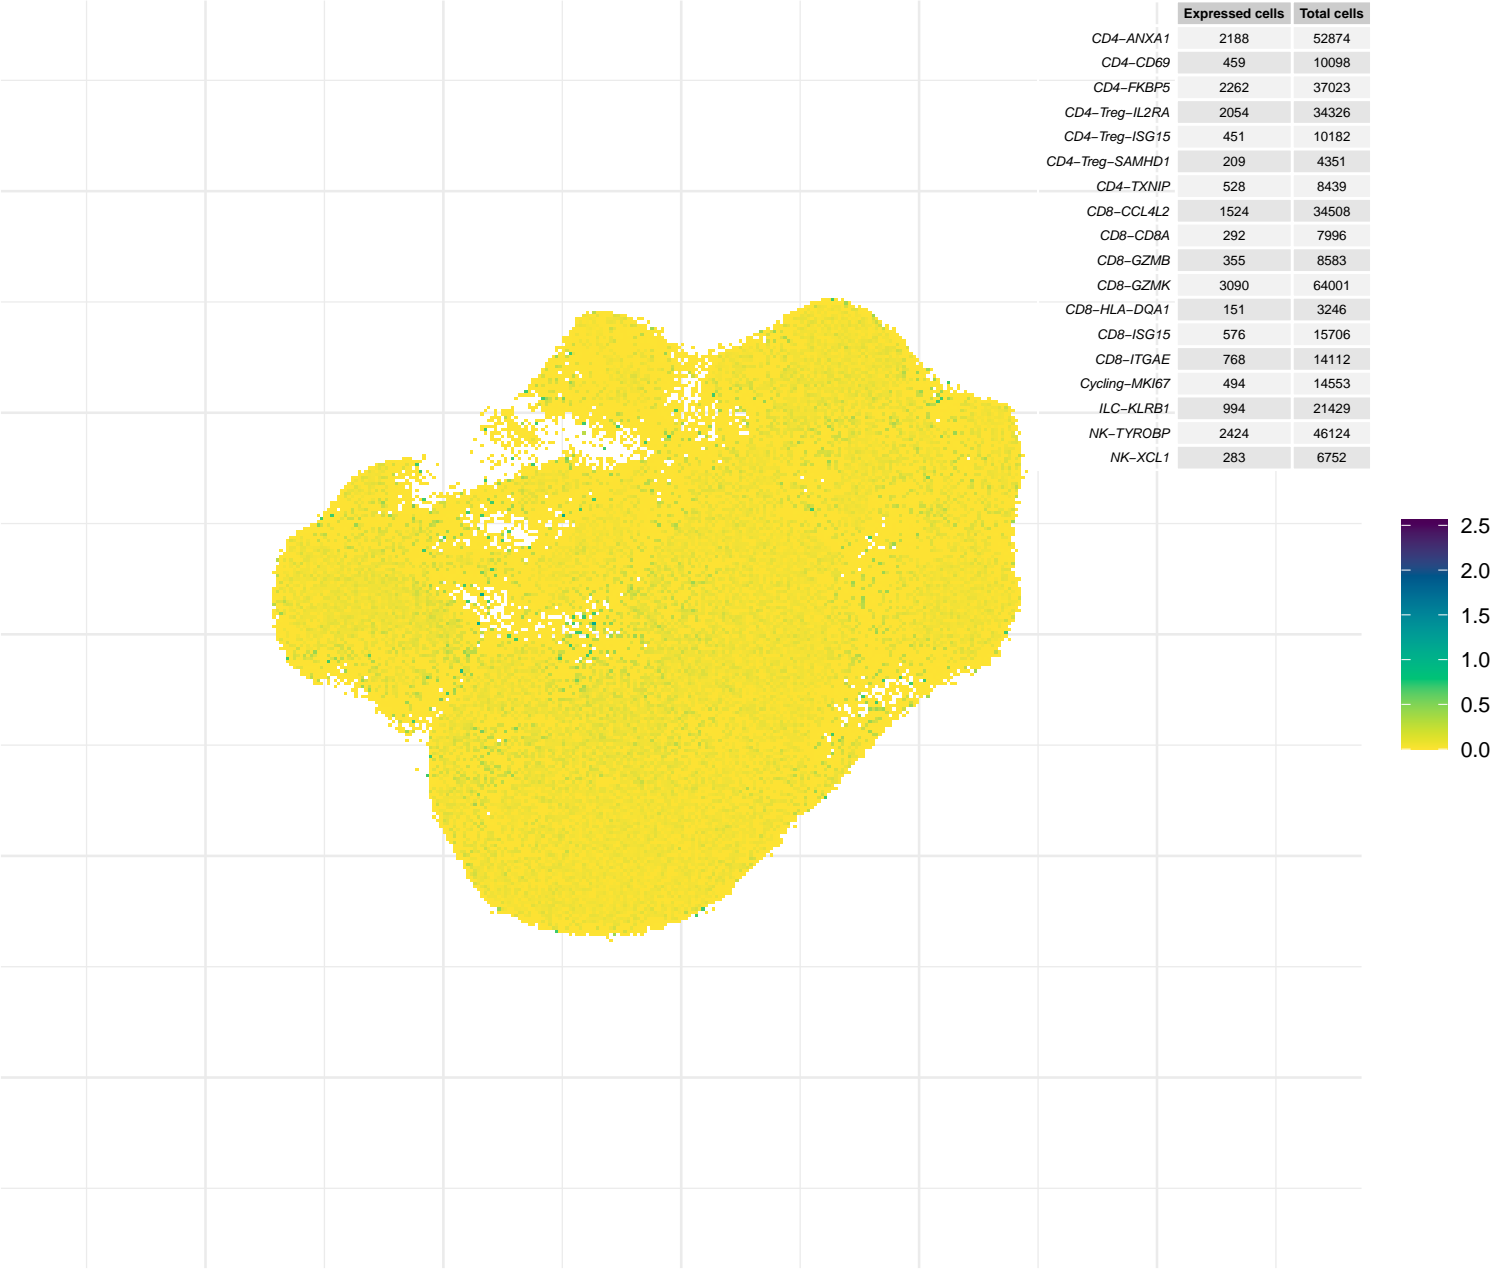 Expressed cells Total cells
CD4−ANXA1 2188 52874
CD4−CD69 459 10098
CD4−FKBP5 2262 37023
CD4−Treg−IL2RA 2054 34326
CD4−Treg−ISG15 451 10182
CD4−Treg−SAMHD1 209 4351
CD4−TXNIP 528 8439
CD8−CCL4L2 1524 34508
CD8−CD8A 292 7996
CD8−GZMB 355 8583
CD8−GZMK 3090 64001
CD8−HLA−DQA1 151 3246
CD8−ISG15 576 15706
CD8−ITGAE 768 14112
Cycling−MKI67 494 14553
ILC−KLRB1 994 21429
NK−TYROBP 2424 46124
NK−XCL1 283 6752
2.5
2.0
1.5
1.0
0.5
0.0